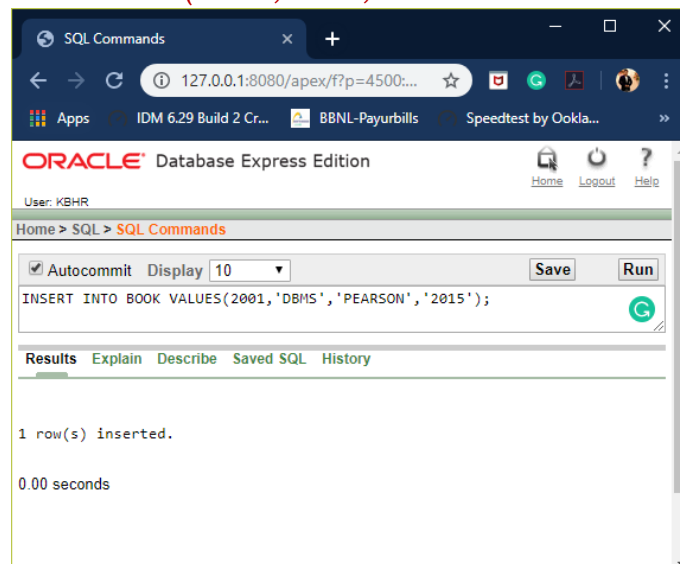 SQL Commands
127.0.0.1:8080/apex/f?p=4500:...
Apps IDM 6.29 Build 2 Cr... BBNL-Payurbills Speedtest by Ookla... »
ORACLE Database Express Edition
Home Logout Help
User: KBHR
Home > SQL > SQL Commands
Autocommit Display 10 Save Run
INSERT INTO BOOK VALUES(2001,'DBMS','PEARSON','2015');
Results Explain Describe Saved SQL History
1 row(s) inserted.
0.00 seconds